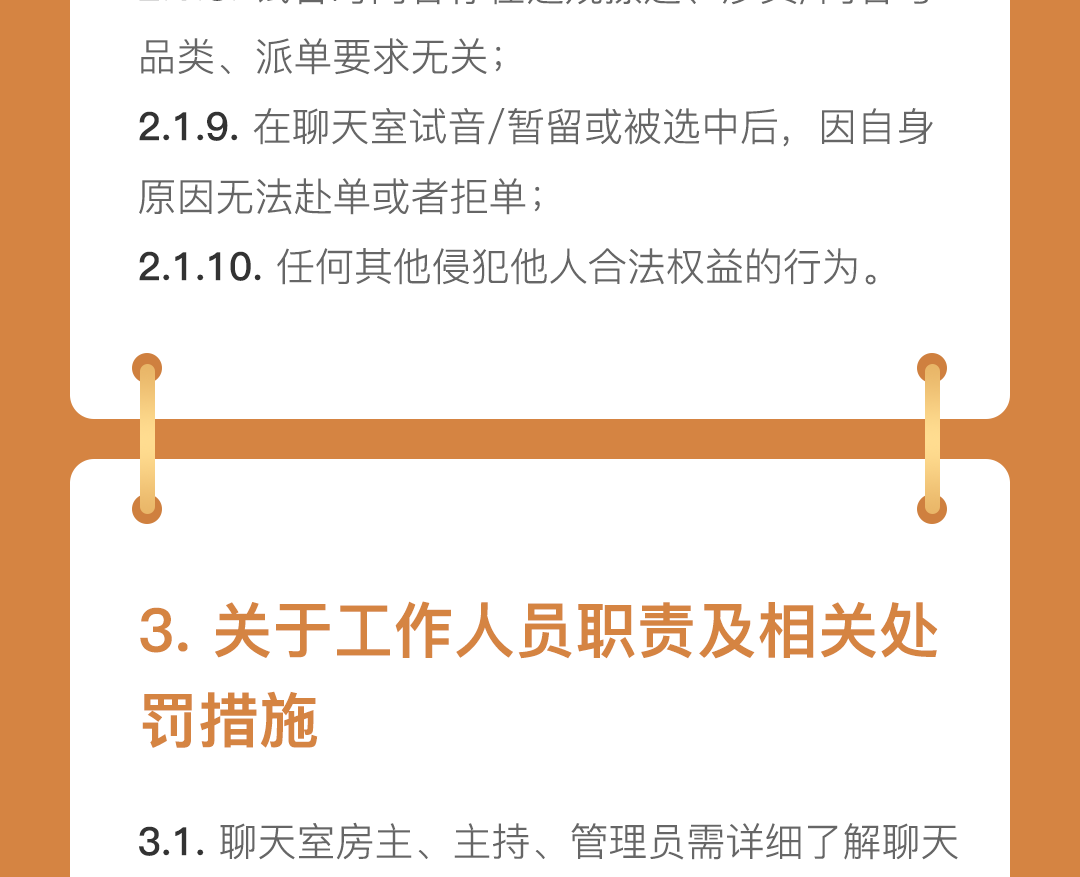 品类、派单要求无关；
2.1.9. 在聊天室试音/暂留或被选中后，因自身
原因无法赴单或者拒单；
2.1.10. 任何其他侵犯他人合法权益的行为。
3. 关于工作人员职责及相关处
罚措施
3.1. 聊天室房主、主持、管理员需详细了解聊天